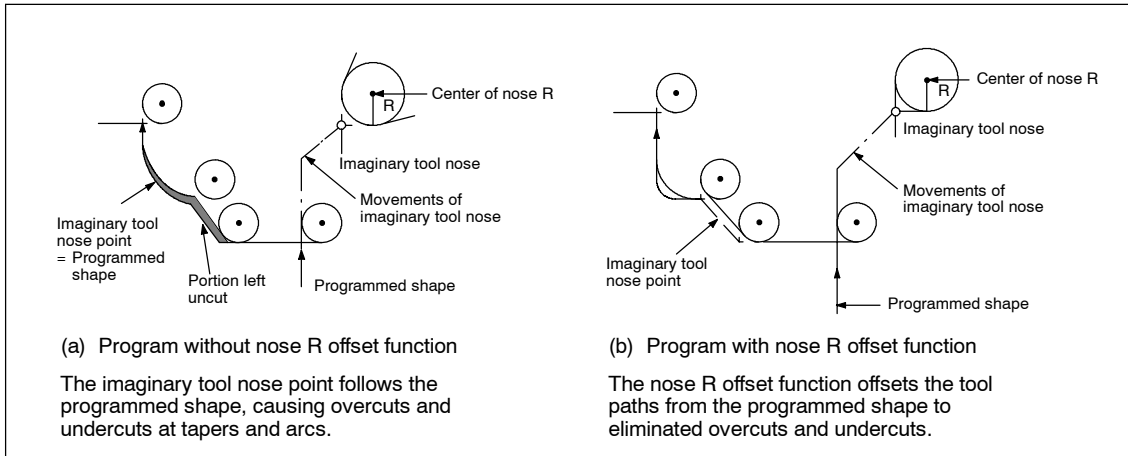 Center of nose R
R
Imaginary tool nose
Movements of
imaginary tool nose
Imaginary tool
nose point
= Programmed
shape
Portion left
uncut
Programmed shape
(a) Program without nose R offset function
The imaginary tool nose point follows the
programmed shape, causing overcuts and
undercuts at tapers and arcs.
Center of nose R
R
Imaginary tool nose
Movements of
imaginary tool nose
Imaginary tool
nose point
Programmed shape
(b) Program with nose R offset function
The nose R offset function offsets the tool
paths from the programmed shape to
eliminated overcuts and undercuts.